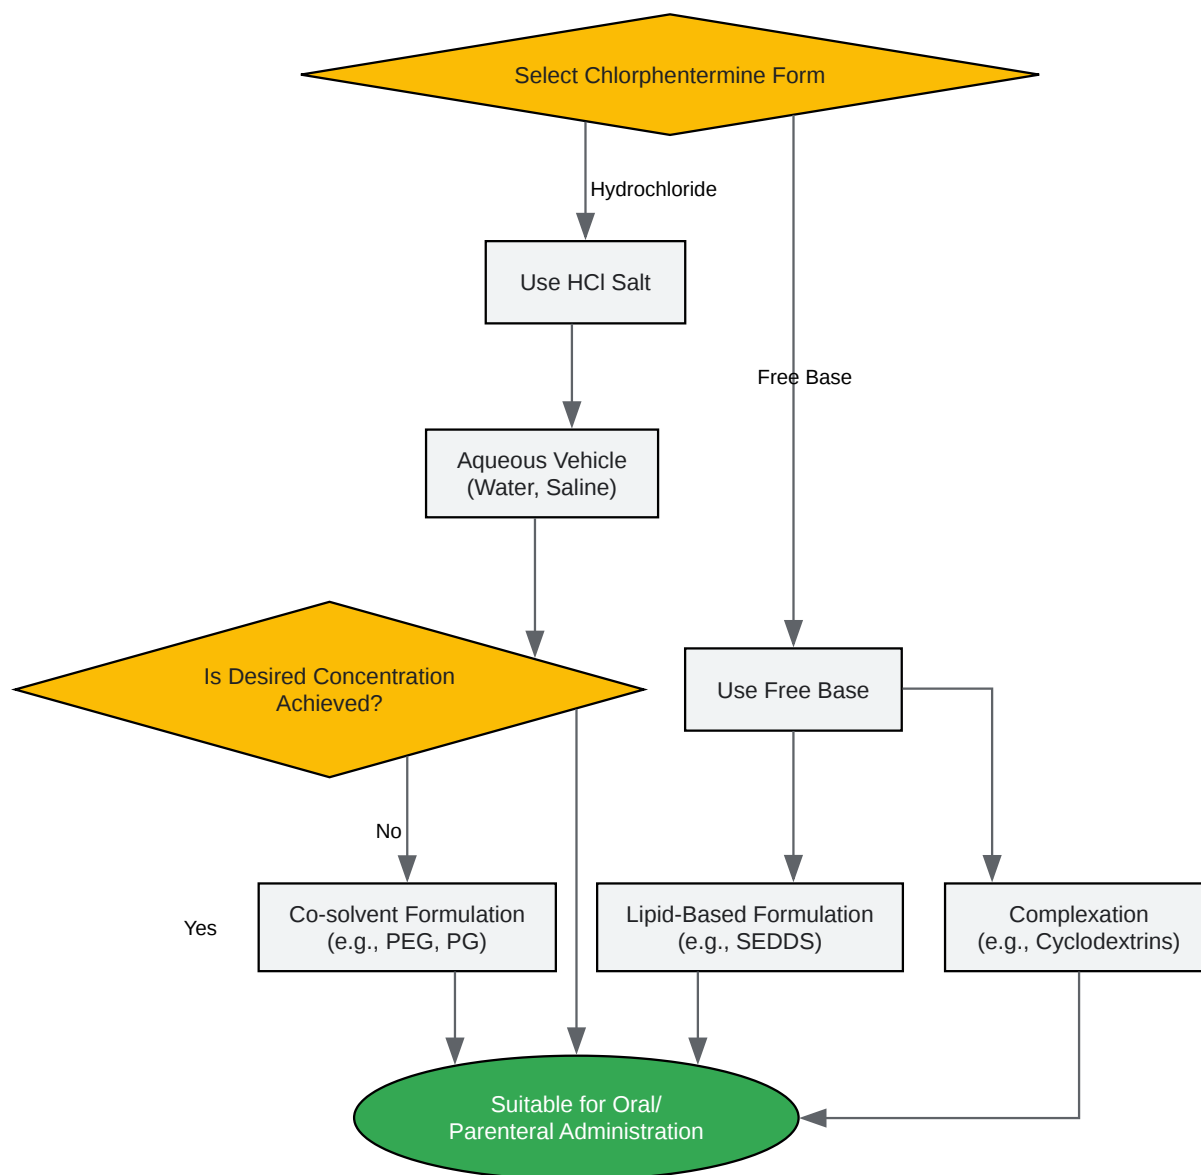 Select Chlorphentermine Form
Hydrochloride
Use HCl Salt
Free Base
Aqueous Vehicle
(Water, Saline)
Is Desired Concentration
Achieved?
Use Free Base
No
Yes
Co-solvent Formulation
(e.g., PEG, PG)
Lipid-Based Formulation
(e.g., SEDDS)
Complexation
(e.g., Cyclodextrins)
Suitable for Oral/
Parenteral Administration